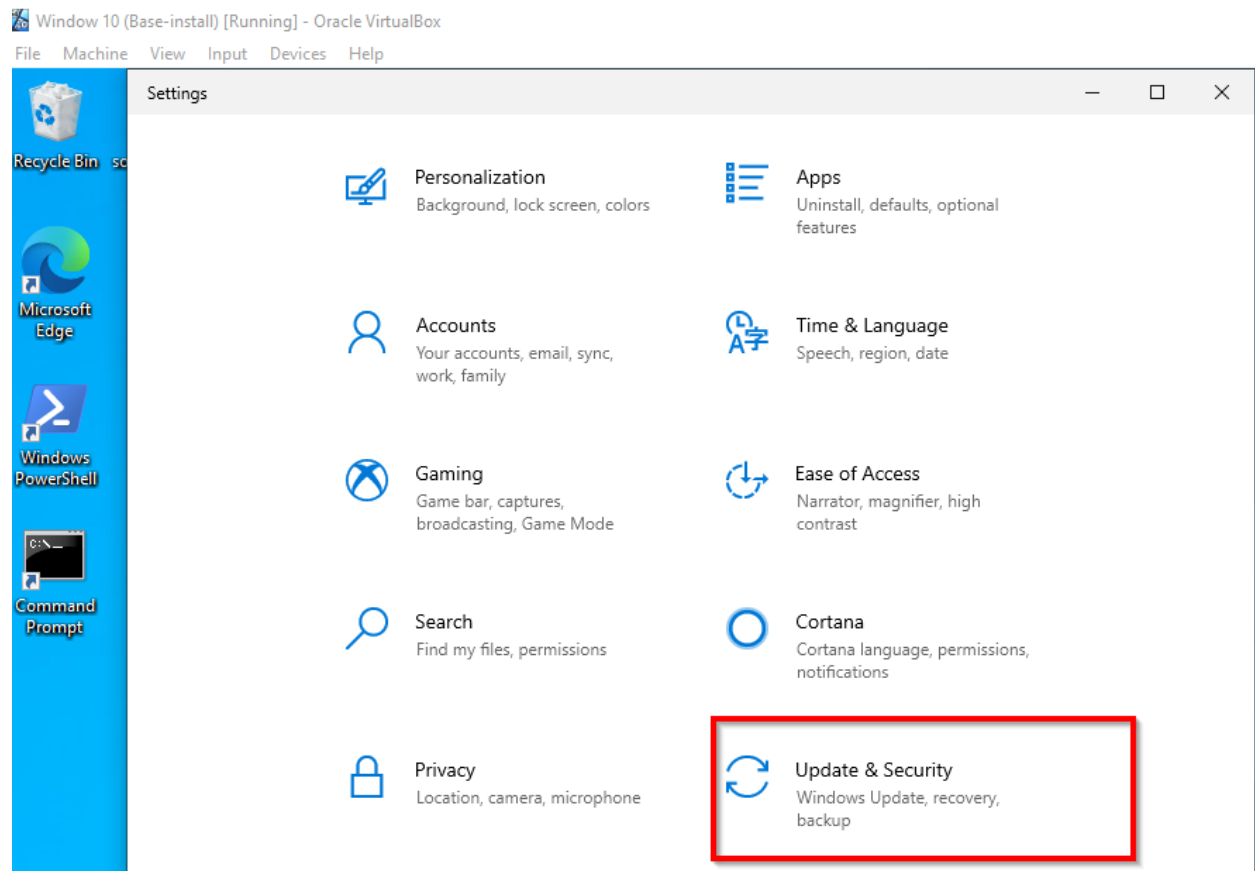 Window 10 (Base-install) [Running] - Oracle VirtualBox
File Machine View Input Devices Help
Settings
Recycle Bin sc
Microsoft
Edge
Windows
PowerShell
C:\_
Command
Prompt
Personalization
Background, lock screen, colors
Apps
Uninstall, defaults, optional
features
Accounts
Your accounts, email, sync,
work, family
Time & Language
Speech, region, date
Gaming
Game bar, captures,
broadcasting, Game Mode
Ease of Access
Narrator, magnifier, high
contrast
Search
Find my files, permissions
Cortana
Cortana language, permissions,
notifications
Privacy
Location, camera, microphone
Update & Security
Windows Update, recovery,
backup